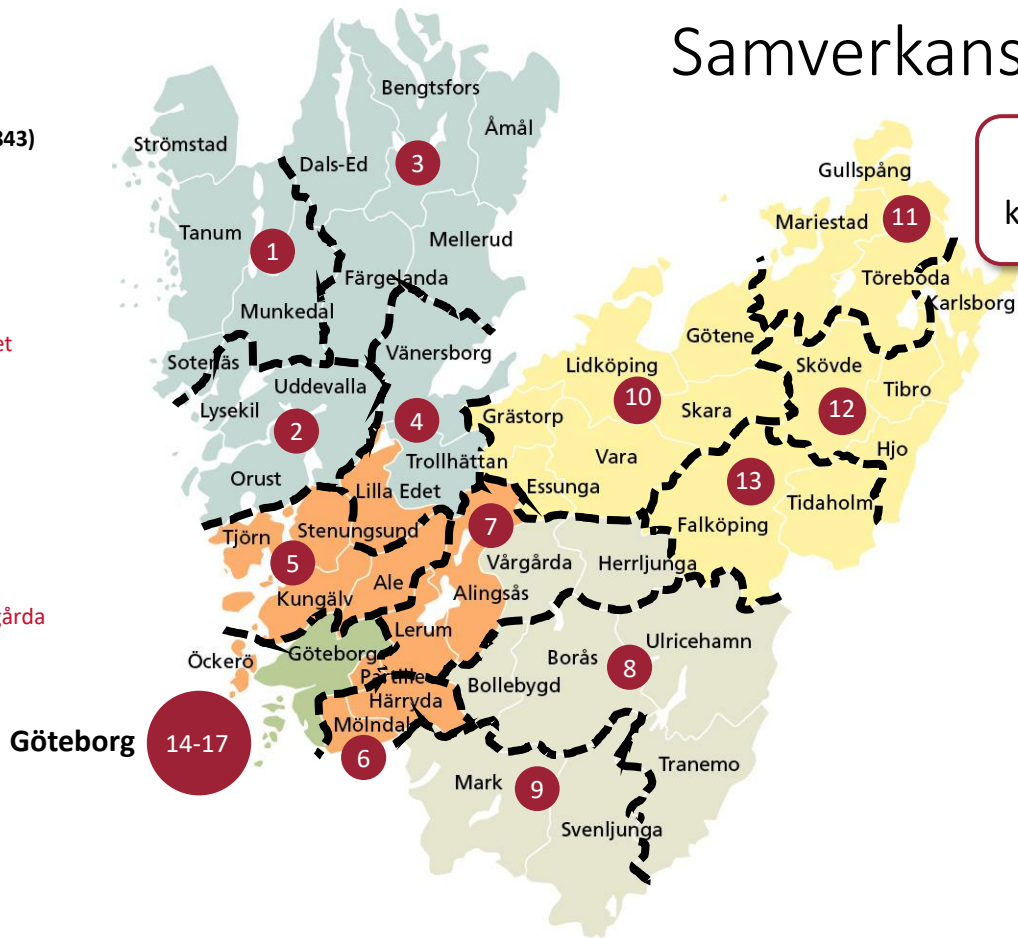 Samverkans
343)
k
et
gårda
Bengtsfors
Åmål
Strömstad
Dals-Ed
3
Gullspång
Tanum
1
Mellerud
Mariestad
11
Färgelanda
Töreboda
Karlsborg
Munkedal
Götene
Sotenäs
Vänersborg
Lidköping
Skövde
Uddevalla
Tibro
Lysekil
2
4
Grästorp
10
Skara
12
Orust
Trollhättan
Vara
Hjo
Lilla Edet
Essunga
13
Tidaholm
Tjörn
Stenungsund
7
Falköping
5
Vårgårda
Herrljunga
Ale
Alingsås
Kungälv
Lerum
Ulricehamn
Öckerö
Göteborg
Borås
8
Partille
Bollebygd
Härryda
Mölndal
Göteborg
14-17
6
Tranemo
Mark
9
Svenljunga